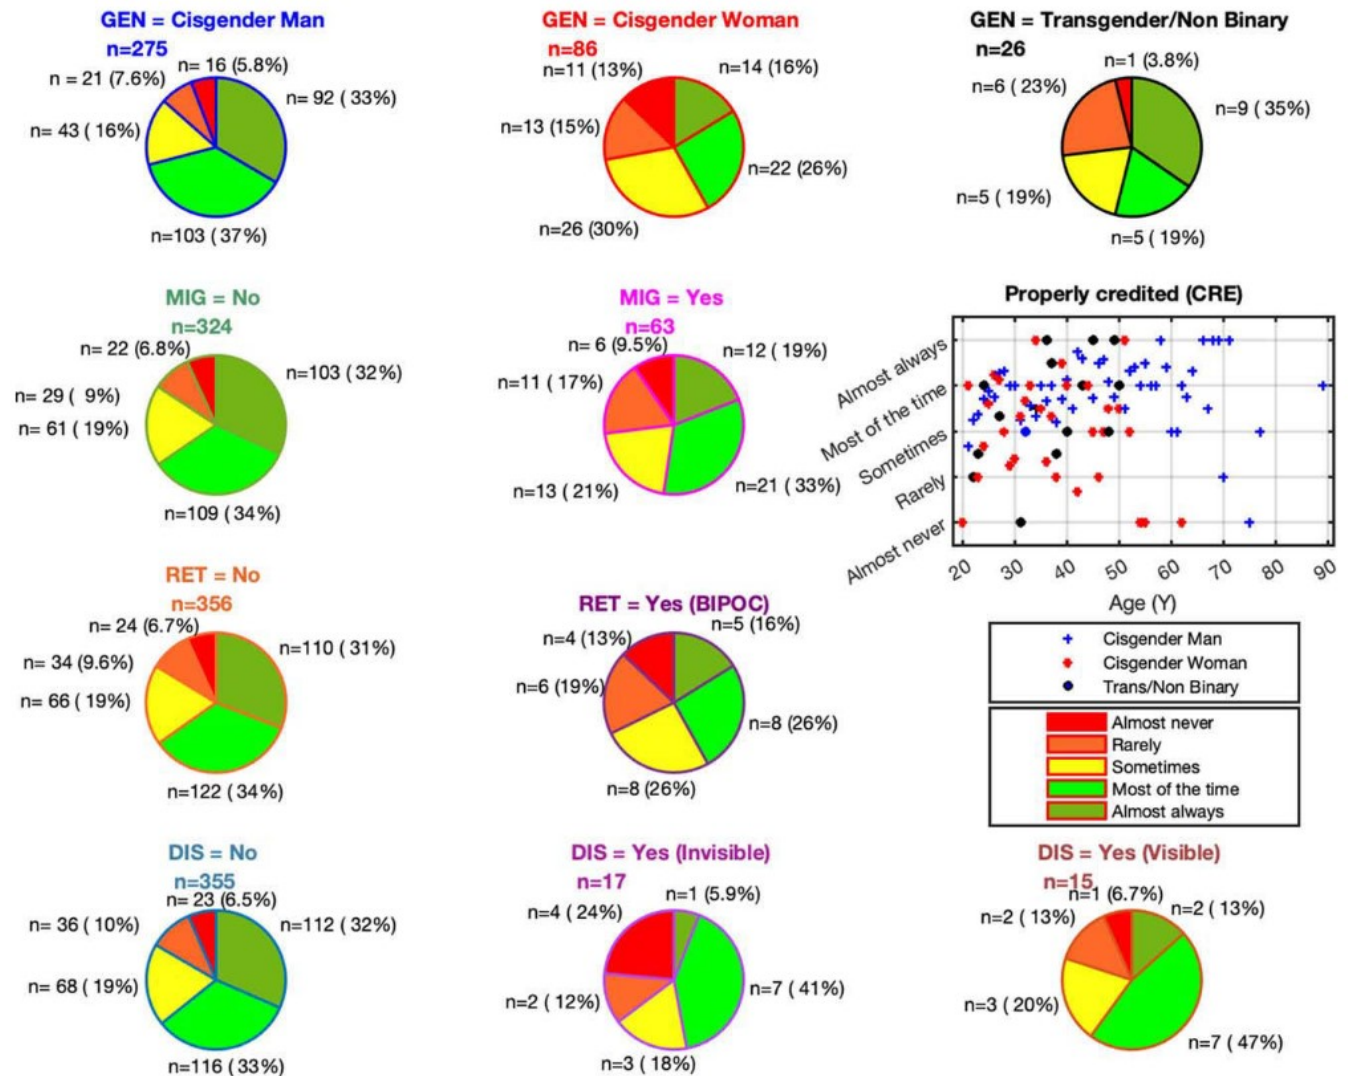 GEN = Cisgender Man
n=275
n= 16 (5.8%)
n = 21 (7.6%)
n= 92 ( 33%)
n= 43 ( 16%)
n=103 ( 37%)
GEN = Cisgender Woman
n=86
n=11 (13%)
n=14 (16%)
n=13 (15%)
n=22 (26%)
n=26 (30%)
GEN = Transgender/Non Binary
n=26
n=1 (3.8%)
n=6 ( 23%)
n=9 ( 35%)
n=5 ( 19%)
n=5 ( 19%)
MIG = No
n=324
n= 22 (6.8%)
n=103 ( 32%)
n= 29 ( 9%)
n= 61 ( 19%)
n=109 ( 34%)
MIG = Yes
n=63
n= 6 (9.5%)
n=12 ( 19%)
n=11 ( 17%)
n=13 ( 21%)
n=21 ( 33%)
Properly credited (CRE)
Almost always
Most of the time
Sometimes
Rarely
Almost never
20 30 40 50 60 70 80 90
Age (Y)
RET = No
n=356
n= 24 (6.7%)
n=110 ( 31%)
n= 34 (9.6%)
n= 66 ( 19%)
n=122 ( 34%)
RET = Yes (BIPOC)
n=5 (16%)
n=4 (13%)
n=6 (19%)
n=8 (26%)
n=8 (26%)
Cisgender Man
Cisgender Woman
Trans/Non Binary
Almost never
Rarely
Sometimes
Most of the time
Almost always
DIS = No
n=355
n= 23 (6.5%)
n= 36 ( 10%)
n=112 ( 32%)
n= 68 ( 19%)
n=116 ( 33%)
DIS = Yes (Invisible)
n=17
n=1 (5.9%)
n=4 ( 24%)
n=2 ( 12%)
n=7 ( 41%)
n=3 ( 18%)
DIS = Yes (Visible)
n=15
n=1 (6.7%)
n=2 ( 13%)
n=2 ( 13%)
n=3 ( 20%)
n=7 ( 47%)